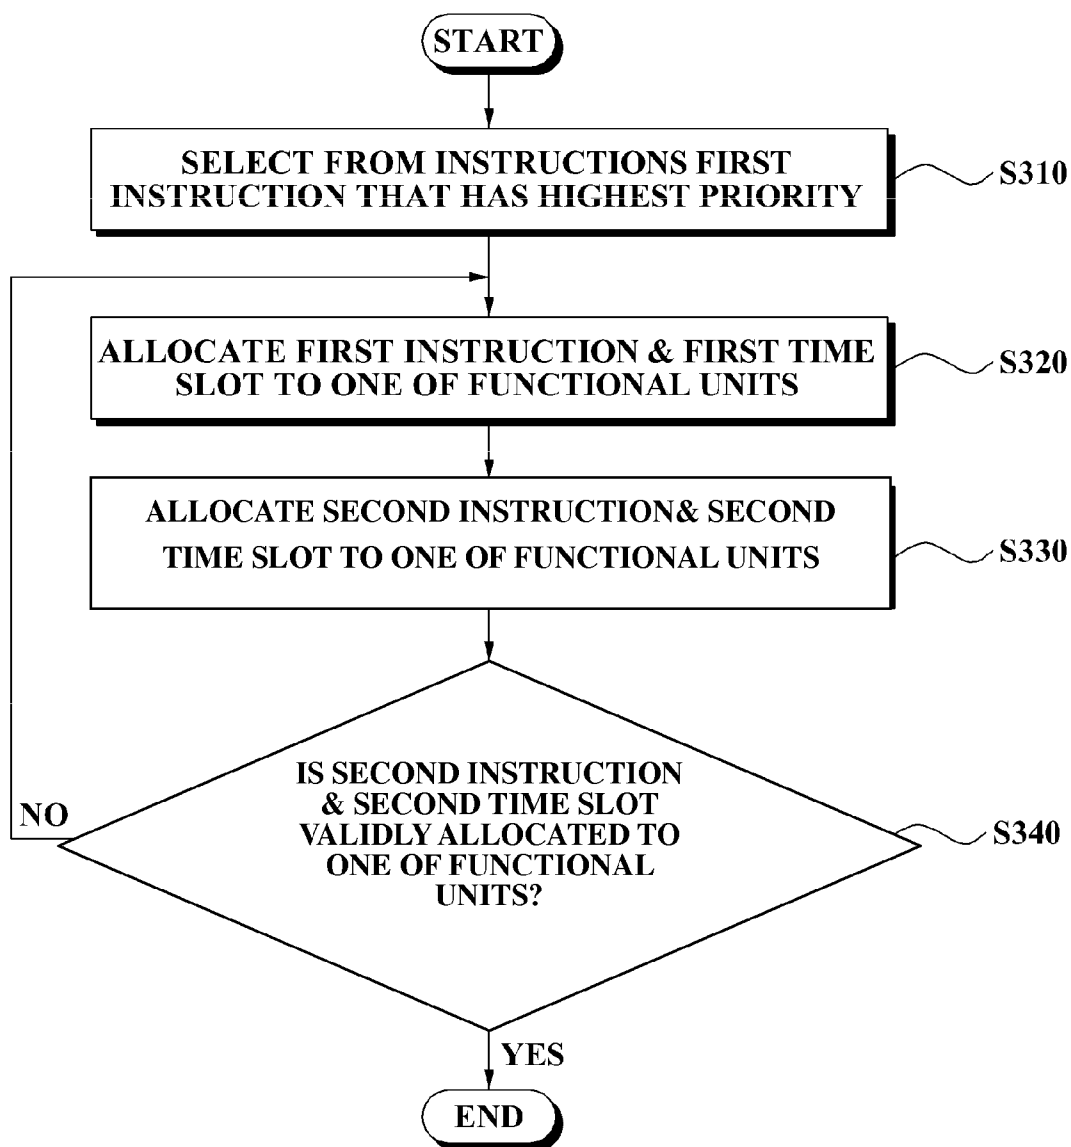 START
SELECT FROM INSTRUCTIONS FIRST
INSTRUCTION THAT HAS HIGHEST PRIORITY
S310
ALLOCATE FIRST INSTRUCTION & FIRST TIME
SLOT TO ONE OF FUNCTIONAL UNITS
S320
ALLOCATE SECOND INSTRUCTION& SECOND
TIME SLOT TO ONE OF FUNCTIONAL UNITS
S330
IS SECOND INSTRUCTION
& SECOND TIME SLOT
VALIDLY ALLOCATED TO
ONE OF FUNCTIONAL
UNITS?
NO
S340
YES
END